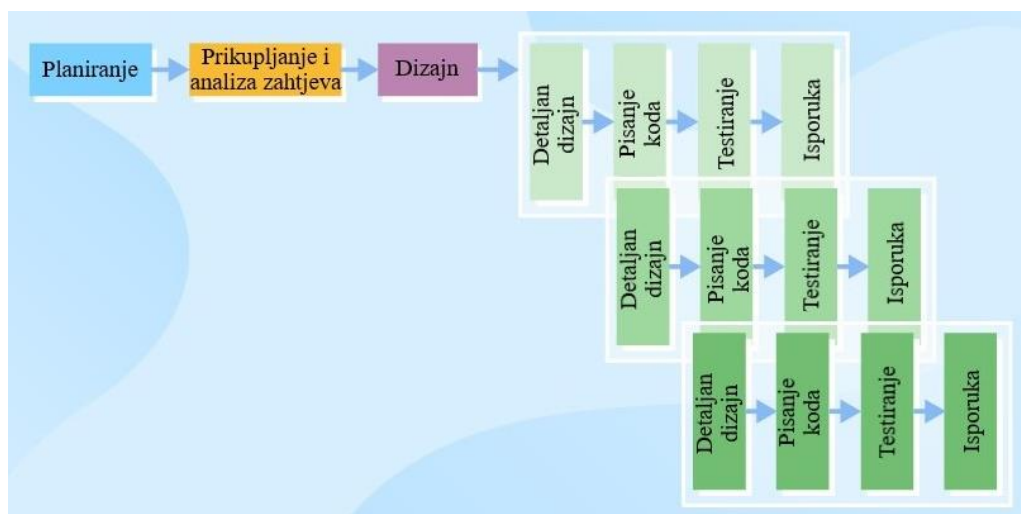 Planiranje
Prikupljanje i
analiza zahtjeva
Dizajn
Detaljan
dizajn
Pisanje
koda
Testiranje
Isporuka
Detaljan
dizajn
Pisanje
koda
Testiranje
Isporuka
Detaljan
dizajn
Pisanje
koda
Testiranje
Isporuka